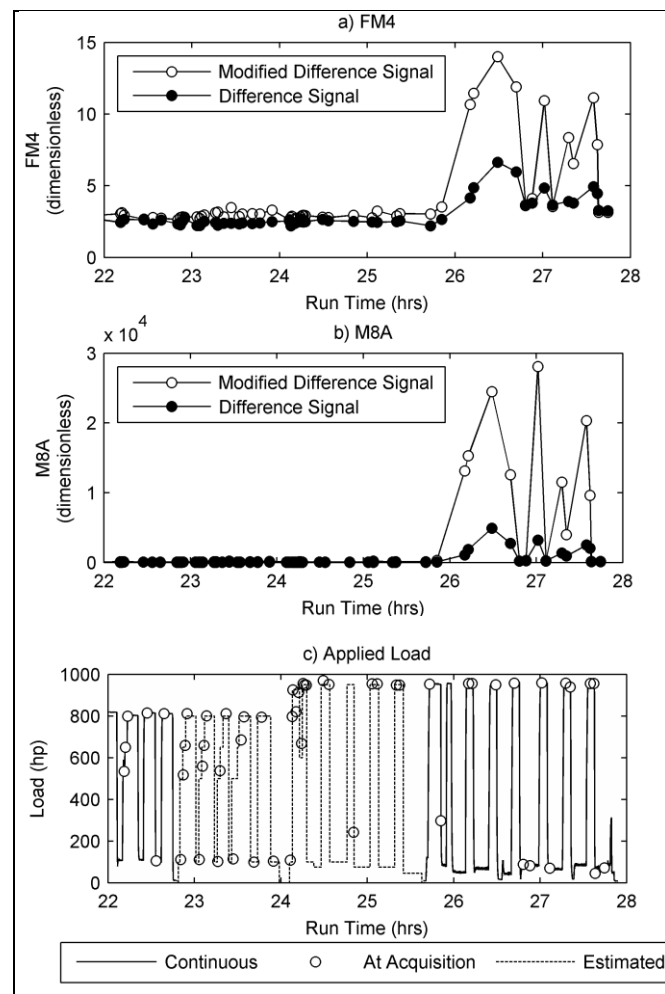 a) FM4
15
10
5
0
FM4
(dimensionless)
Modified Difference Signal
Difference Signal
22 23 24 25 26 27 28
Run Time (hrs)
b) M8A
x 10^4
3
2
1
0
M8A
(dimensionless)
Modified Difference Signal
Difference Signal
22 23 24 25 26 27 28
Run Time (hrs)
c) Applied Load
1000
800
600
400
200
0
Load (hp)
22 23 24 25 26 27 28
Run Time (hrs)
Continuous At Acquisition Estimated